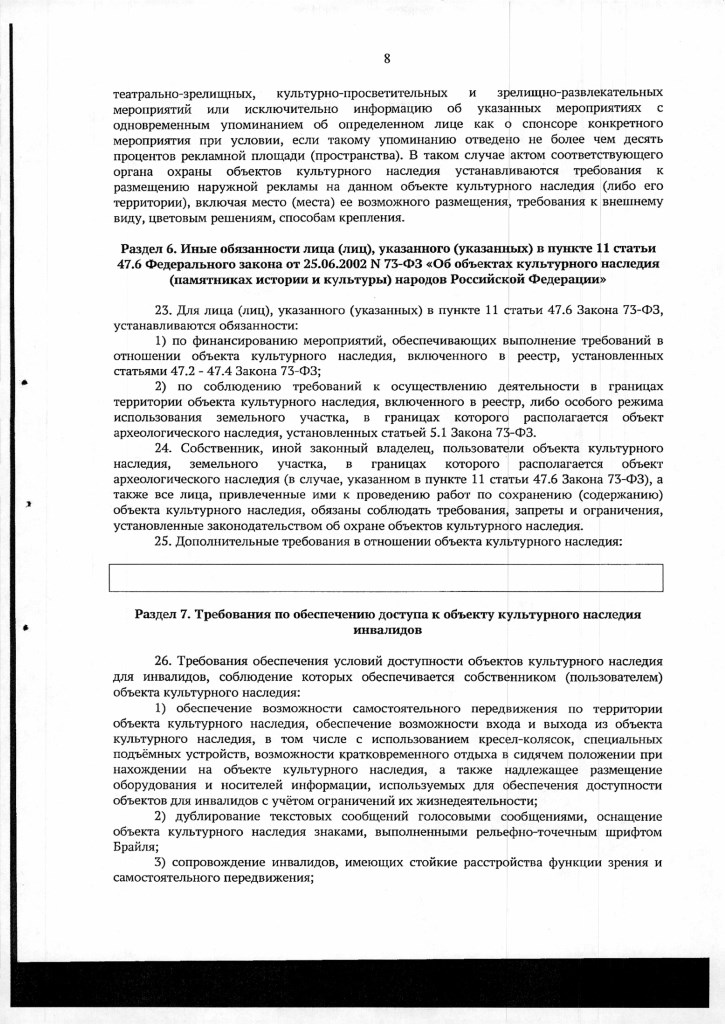 8
театрально-зрелищных, культурно-просветительных и зрелищно-развлекательных
мероприятий или исключительно информацию об указанных мероприятиях с
одновременным упоминанием об определенном лице как о спонсоре конкретного
мероприятия при условии, если такому упоминанию отведено не более чем десять
процентов рекламной площади (пространства). В таком случае актом соответствующего
органа охраны объектов культурного наследия устанавливаются требования к
размещению наружной рекламы на данном объекте культурного наследия (либо его
территории), включая место (места) ее возможного размещения, требования к внешнему
виду, цветовым решениям, способам крепления.
Раздел 6. Иные обязанности лица (лиц), указанного (указанных) в пункте 11 статьи
47.6 Федерального закона от 25.06.2002 N 73-ФЗ «Об объектах культурного наследия
(памятниках истории и культуры) народов Российской Федерации»
23. Для лица (лиц), указанного (указанных) в пункте 11 статьи 47.6 Закона 73-ФЗ,
устанавливаются обязанности:
1) по финансированию мероприятий, обеспечивающих выполнение требований в
отношении объекта культурного наследия, включенного в реестр, установленных
статьями 47.2 - 47.4 Закона 73-ФЗ;
2) по соблюдению требований к осуществлению деятельности в границах
территории объекта культурного наследия, включенного в реестр, либо особого режима
использования земельного участка, в границах которого располагается объект
археологического наследия, установленных статьей 5.1 Закона 73-ФЗ.
24. Собственник, иной законный владелец, пользователи объекта культурного
наследия, земельного участка, в границах которого располагается объект
археологического наследия (в случае, указанном в пункте 11 статьи 47.6 Закона 73-ФЗ), а
также все лица, привлеченные ими к проведению работ по сохранению (содержанию)
объекта культурного наследия, обязаны соблюдать требования, запреты и ограничения,
установленные законодательством об охране объектов культурного наследия.
25. Дополнительные требования в отношении объекта культурного наследия:
Раздел 7. Требования по обеспечению доступа к объекту культурного наследия
инвалидов
26. Требования обеспечения условий доступности объектов культурного наследия
для инвалидов, соблюдение которых обеспечивается собственником (пользователем)
объекта культурного наследия:
1) обеспечение возможности самостоятельного передвижения по территории
объекта культурного наследия, обеспечение возможности входа и выхода из объекта
культурного наследия, в том числе с использованием кресел-колясок, специальных
подъёмных устройств, возможности кратковременного отдыха в сидячем положении при
нахождении на объекте культурного наследия, а также надлежащее размещение
оборудования и носителей информации, используемых для обеспечения доступности
объектов для инвалидов с учётом ограничений их жизнедеятельности;
2) дублирование текстовых сообщений голосовыми сообщениями, оснащение
объекта культурного наследия знаками, выполненными рельефно-точечным шрифтом
Брайля;
3) сопровождение инвалидов, имеющих стойкие расстройства функции зрения и
самостоятельного передвижения;